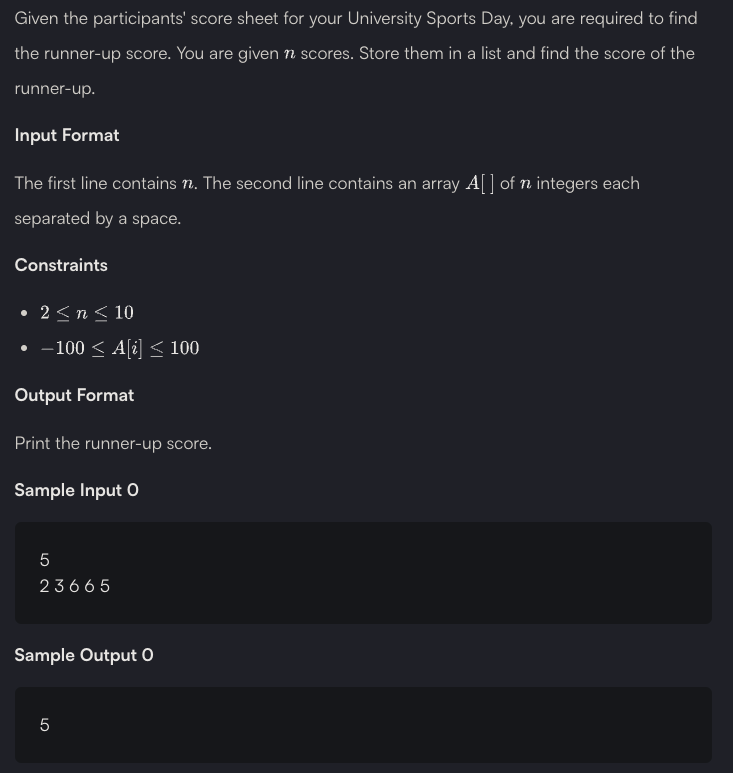 Given the participants' score sheet for your University Sports Day, you are required to find
the runner-up score. You are given n scores. Store them in a list and find the score of the
runner-up.
Input Format
The first line contains n. The second line contains an array A[ ] of n integers each
separated by a space.
Constraints
• 2 ≤ n ≤ 10
• −100 ≤ A[i] ≤ 100
Output Format
Print the runner-up score.
Sample Input 0
5
2 3 6 6 5
Sample Output 0
5